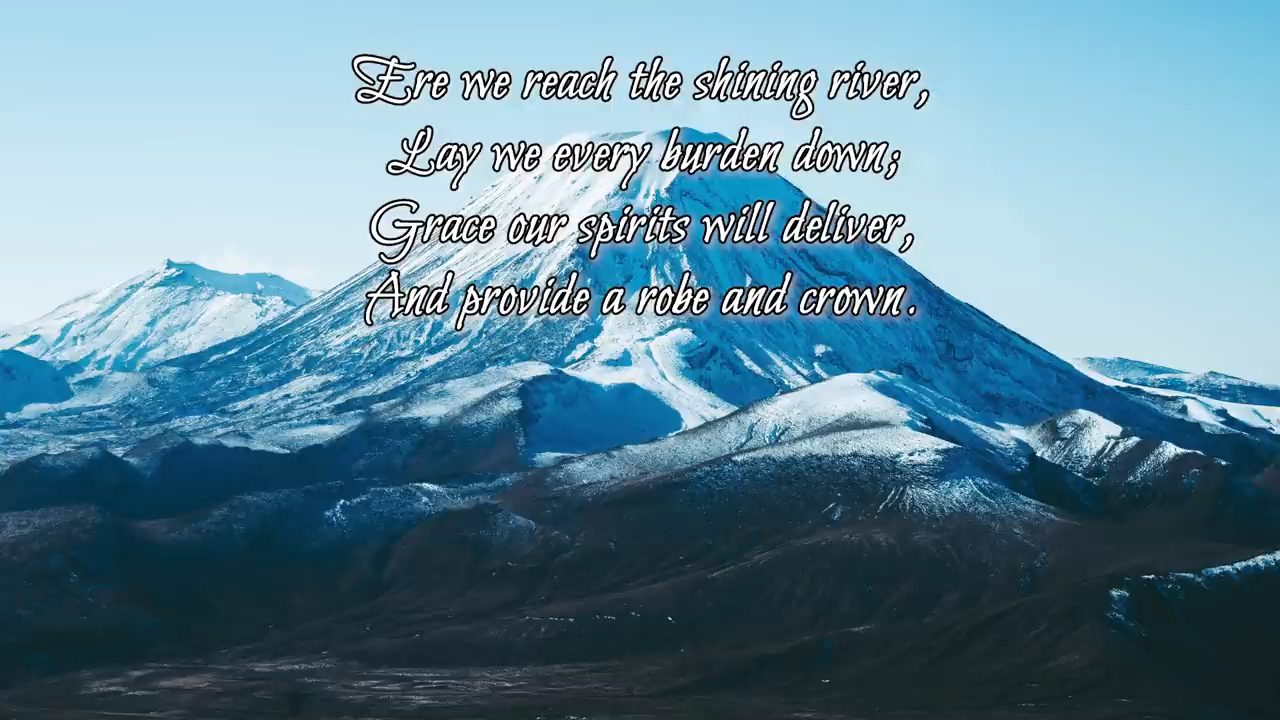 Ere we reach the shining river,
Lay we every burden down;
Grace our spirits will deliver,
And provide a robe and crown.